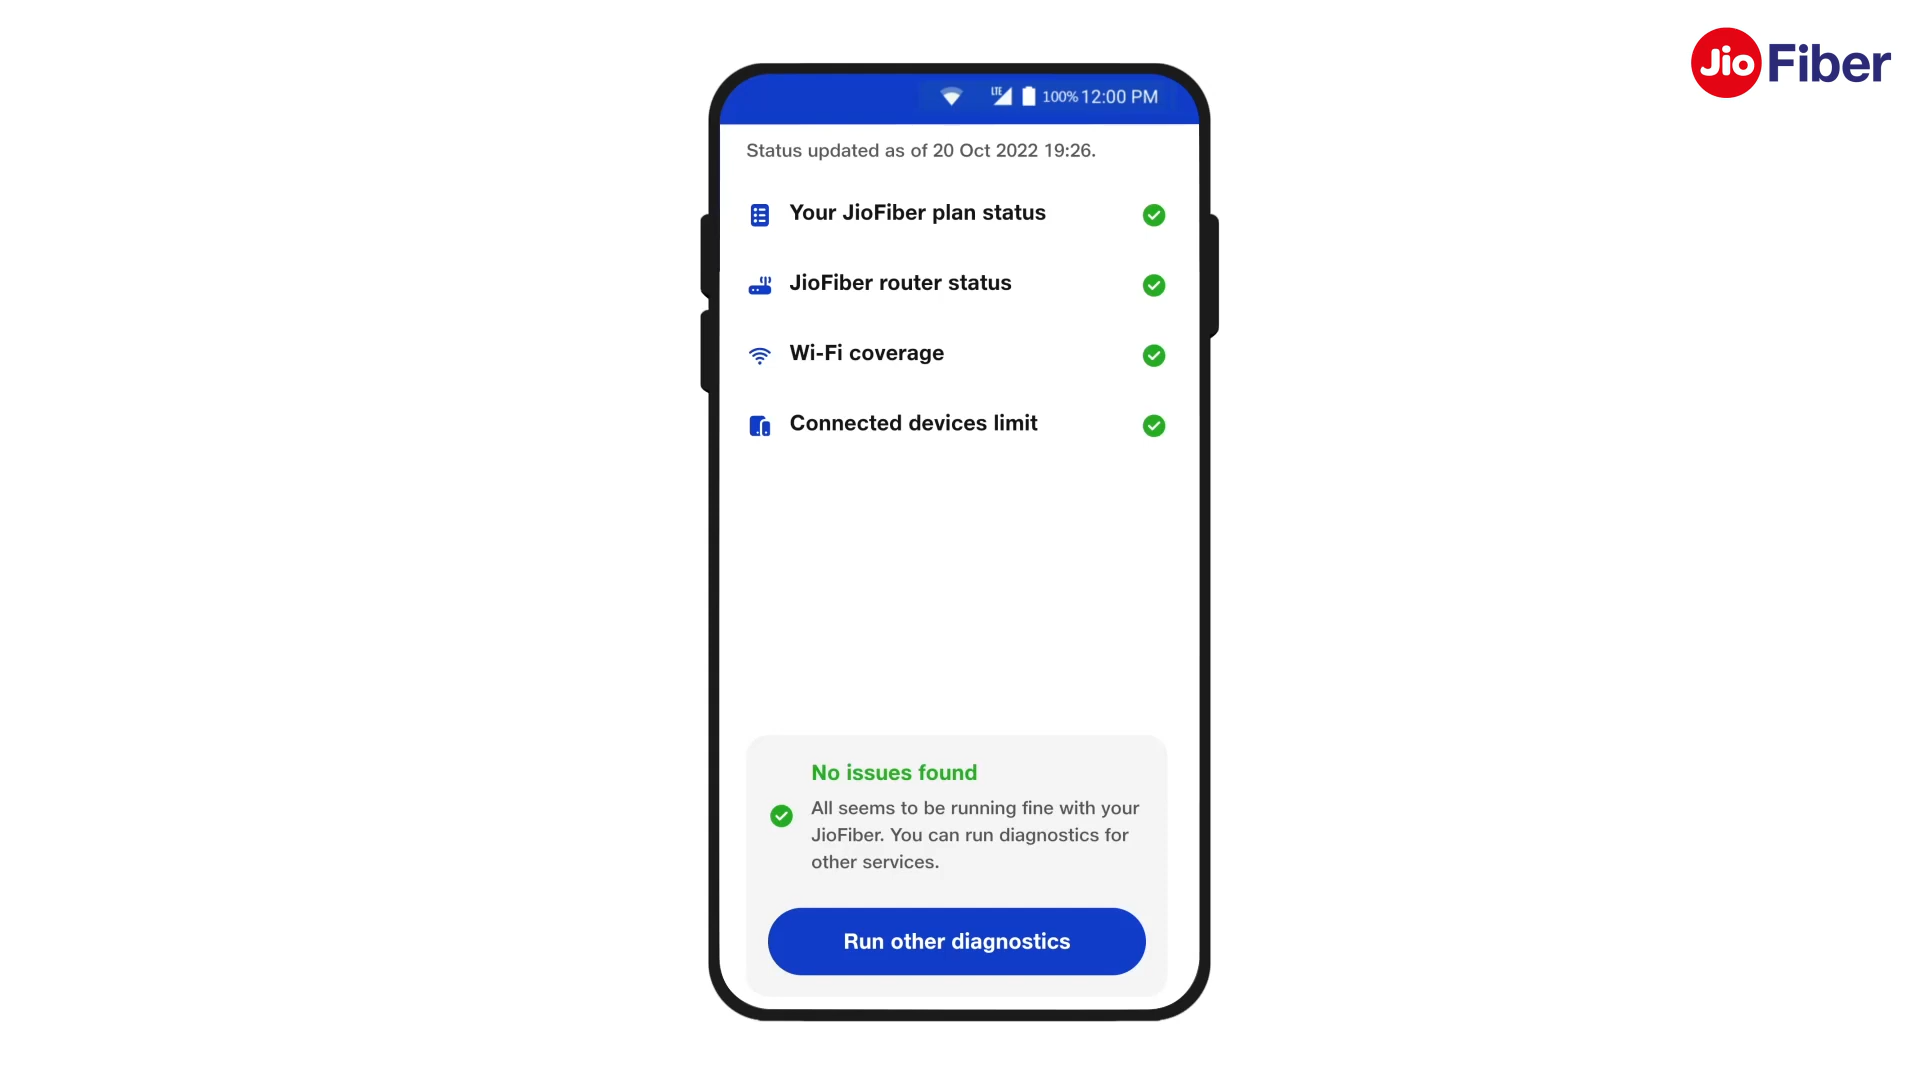 Jio Fiber
LTE 100% 12:00 PM
Status updated as of 20 Oct 2022 19:26.
Your JioFiber plan status
JioFiber router status
Wi-Fi coverage
Connected devices limit
No issues found
All seems to be running fine with your
JioFiber. You can run diagnostics for
other services.
Run other diagnostics